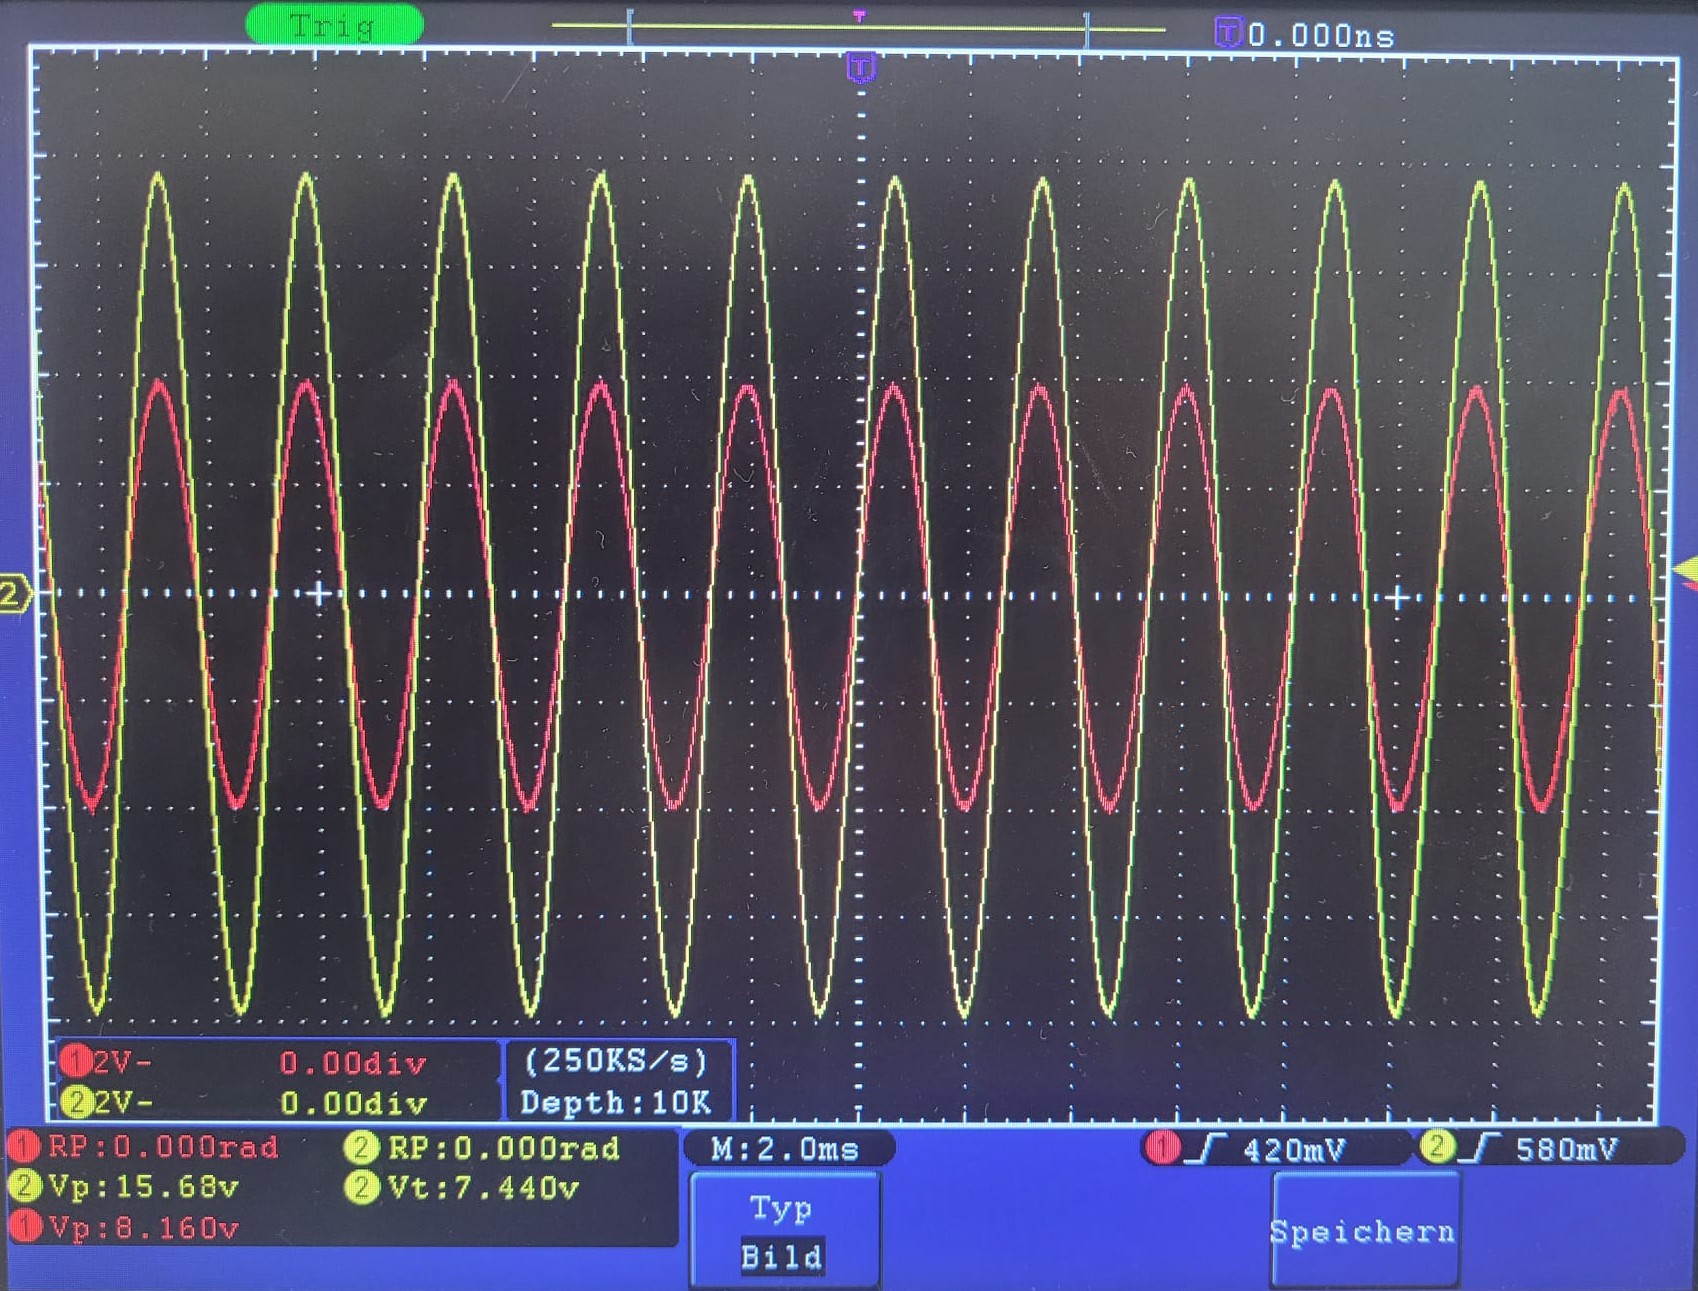 Trig
T
T 0.000ns
T
2
1 2V- 0.00div
2 2V- 0.00div
(250KS/s)
Depth:10K
1 RP:0.000rad 2 RP:0.000rad
2 Vp:15.68v 2 Vt:7.440v
1 Vp:8.160v
M:2.0ms
1 420mV 2 580mV
Typ
Bild
Speichern